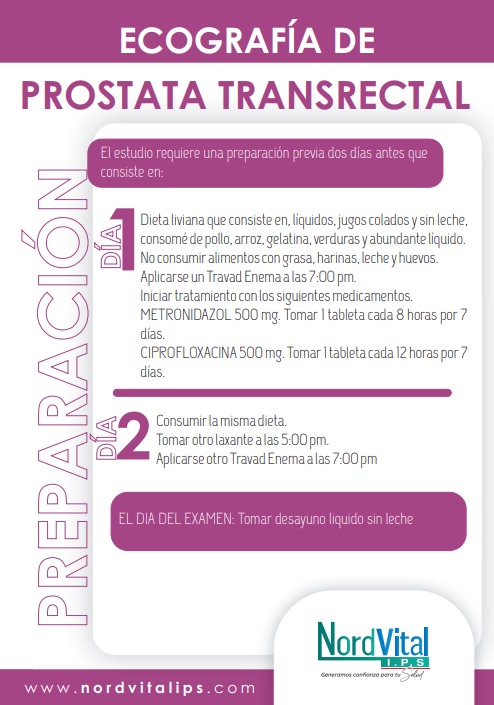 ECOGRAFÍA DE
PROSTATA TRANSRECTAL
PREPARACIÓN
El estudio requiere una preparación previa dos días antes que
consiste en:
DÍA 1
Dieta liviana que consiste en, líquidos, jugos colados y sin leche,
consomé de pollo, arroz, gelatina, verduras y abundante líquido.
No consumir alimentos con grasa, harinas, leche y huevos.
Aplicarse un Travad Enema a las 7:00 pm.
Iniciar tratamiento con los siguientes medicamentos.
METRONIDAZOL 500 mg. Tomar 1 tableta cada 8 horas por 7
días.
CIPROFLOXACINA 500 mg. Tomar 1 tableta cada 12 horas por 7
días.
DÍA 2
Consumir la misma dieta.
Tomar otro laxante a las 5:00 pm.
Aplicarse otro Travad Enema a las 7:00 pm
EL DIA DEL EXAMEN: Tomar desayuno liquido sin leche
NordVital
I.P.S
Generamos confianza para tu Salud
www.nordvitalips.com